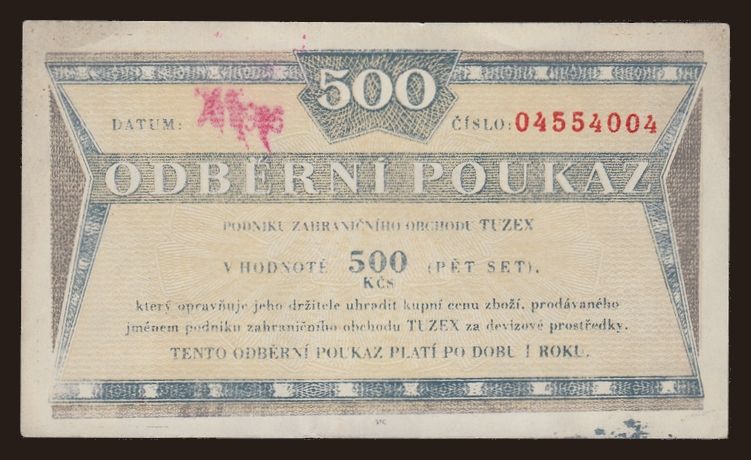 500
DATUM: ČÍSLO: 04554004
ODBĚRNÍ POUKAZ
PODNIKU ZAHRANIČNÍHO OBCHODU TUZEX
V HODNOTĚ 500 (PĚT SET),
KČS
který opravňuje jeho držitele uhradit kupní cenu zboží, prodávaného
jménem podniku zahraničního obchodu TUZEX za devizové prostředky.
TENTO ODBĚRNÍ POUKAZ PLATÍ PO DOBU 1 ROKU.